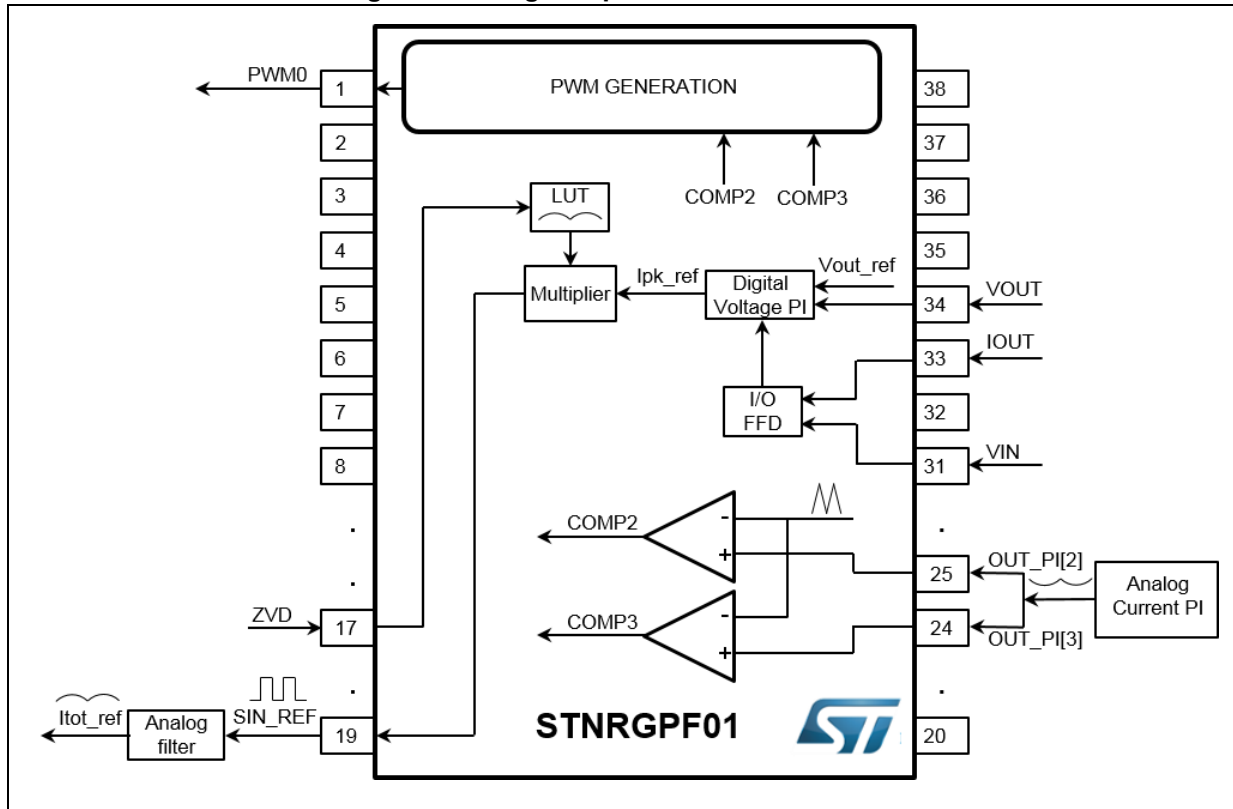 PWM0
1
2
3
4
5
6
7
8
.
.
ZVD
17
.
Itot_ref
Analog
filter
SIN_REF
19
PWM GENERATION
COMP2
COMP3
LUT
Multiplier
Ipk_ref
Digital
Voltage PI
Vout_ref
I/O
FFD
COMP2
-
+
COMP3
-
+
STNRGPF01
ST
38
37
36
35
34
VOUT
33
IOUT
32
31
VIN
.
25
OUT_PI[2]
24
OUT_PI[3]
Analog
Current PI
.
20